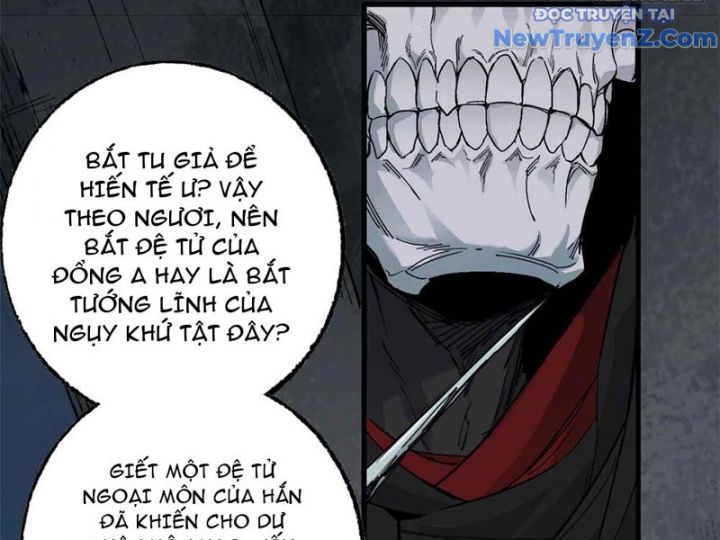 ĐỌC TRUYỆN TẠI
NewTruyenZ.Com
BẮT TU GIẢ ĐỂ
HIẾN TẾ Ư? VẬY
THEO NGƯƠI, NÊN
BẮT ĐỆ TỬ CỦA
ĐỔNG A HAY LÀ BẮT
TƯỚNG LĨNH CỦA
NGỤY KHỨ TẬT ĐÂY?
GIẾT MỘT ĐỆ TỬ
NGOẠI MÔN CỦA HẮN
ĐÃ KHIẾN CHO DƯ